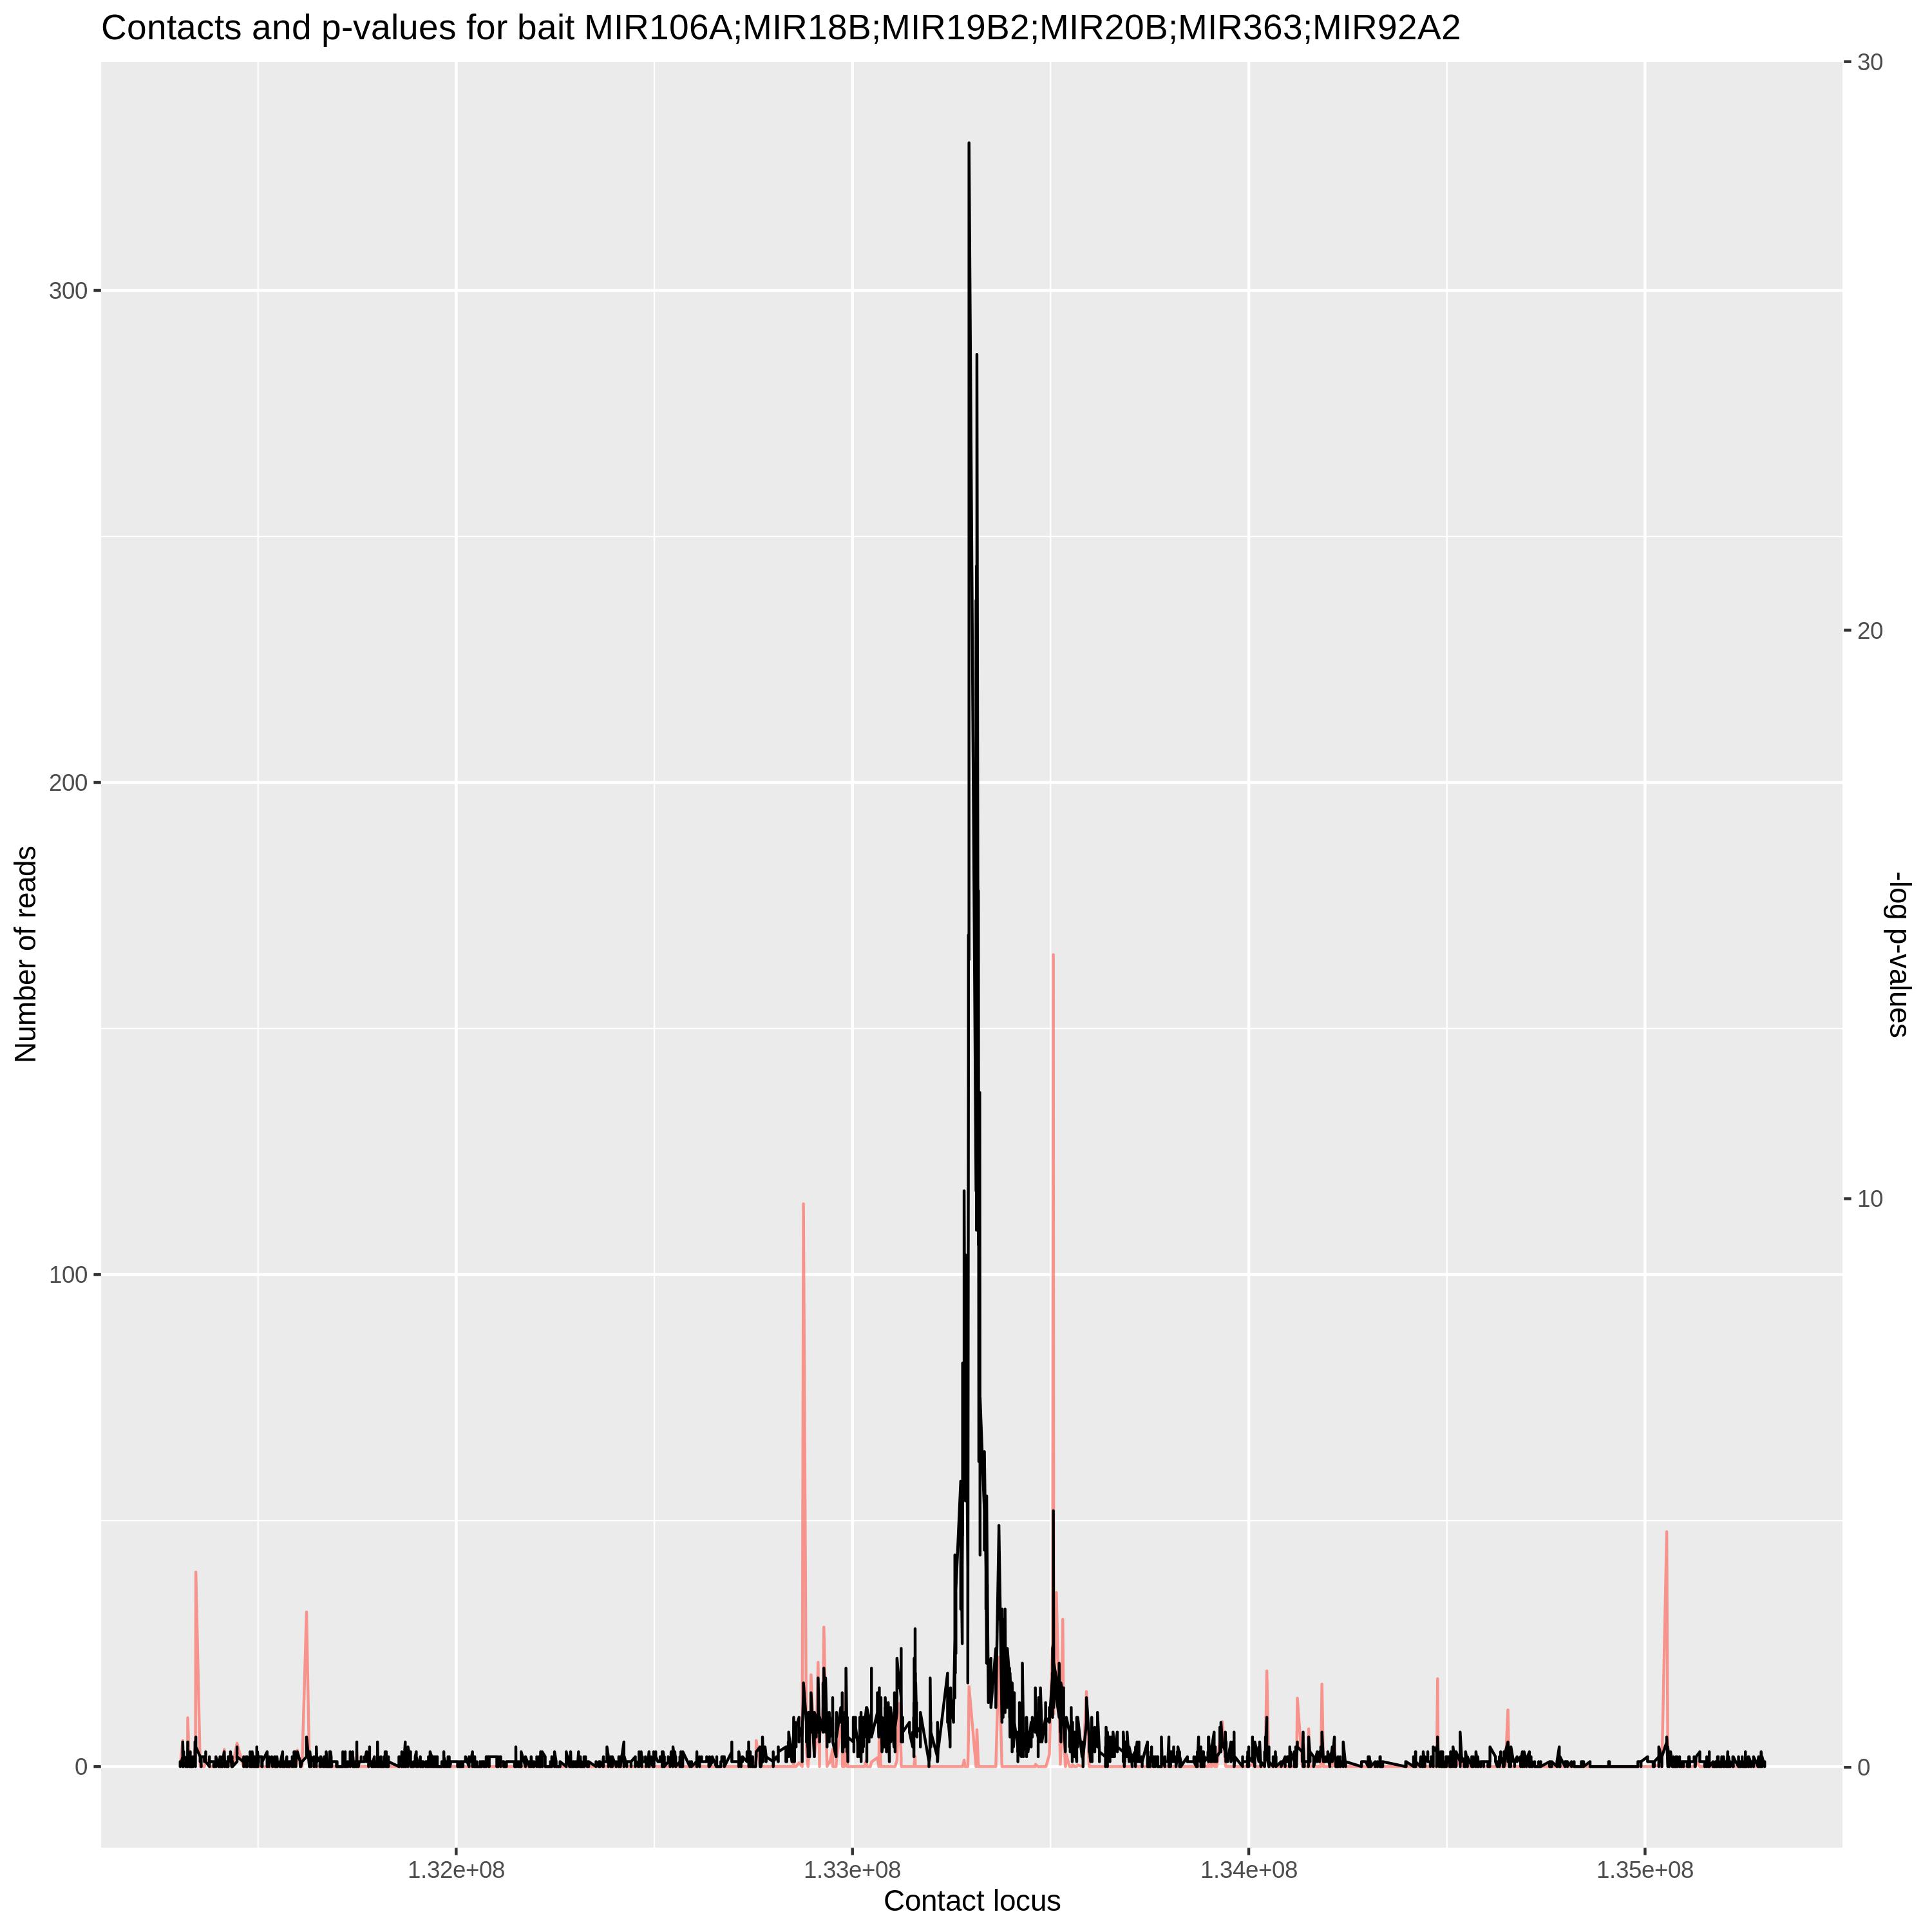 Contacts and p-values for bait MIR106A;MIR18B;MIR19B2;MIR20B;MIR363;MIR92A2
30
300
20
200
Number of reads
-log p-values
10
100
0
0
1.32e+08
1.33e+08
1.34e+08
1.35e+08
Contact locus